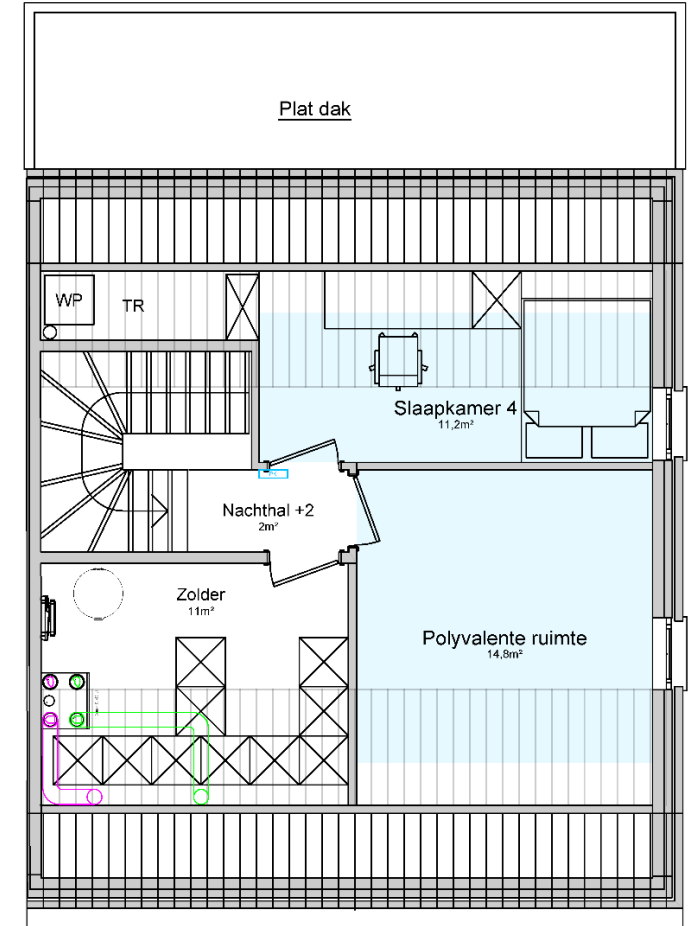 Plat dak
WP
TR
Slaapkamer 4
11,2m²
Nachthal +2
2m²
Zolder
11m²
Polyvalente ruimte
14,8m²